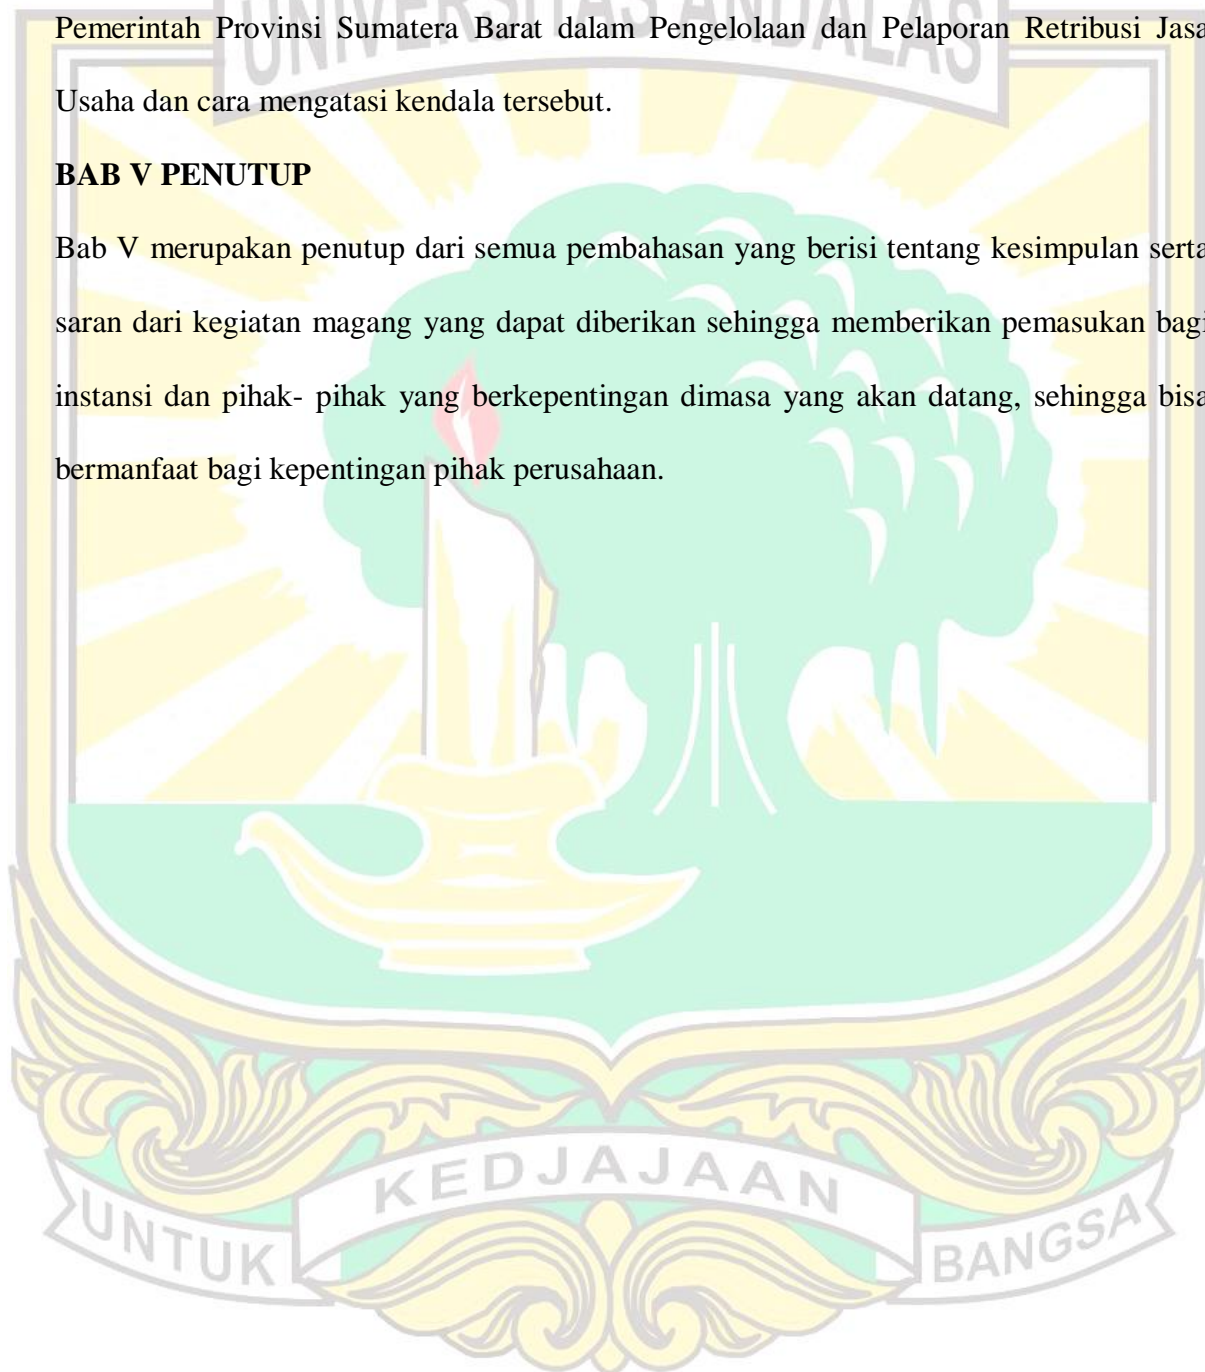 UNIVERSITAS ANDALAS
Pemerintah Provinsi Sumatera Barat dalam Pengelolaan dan Pelaporan Retribusi Jasa
Usaha dan cara mengatasi kendala tersebut.
BAB V PENUTUP
Bab V merupakan penutup dari semua pembahasan yang berisi tentang kesimpulan serta
saran dari kegiatan magang yang dapat diberikan sehingga memberikan pemasukan bagi
instansi dan pihak- pihak yang berkepentingan dimasa yang akan datang, sehingga bisa
bermanfaat bagi kepentingan pihak perusahaan.
UNTUK KEDJAJAAN BANGSA